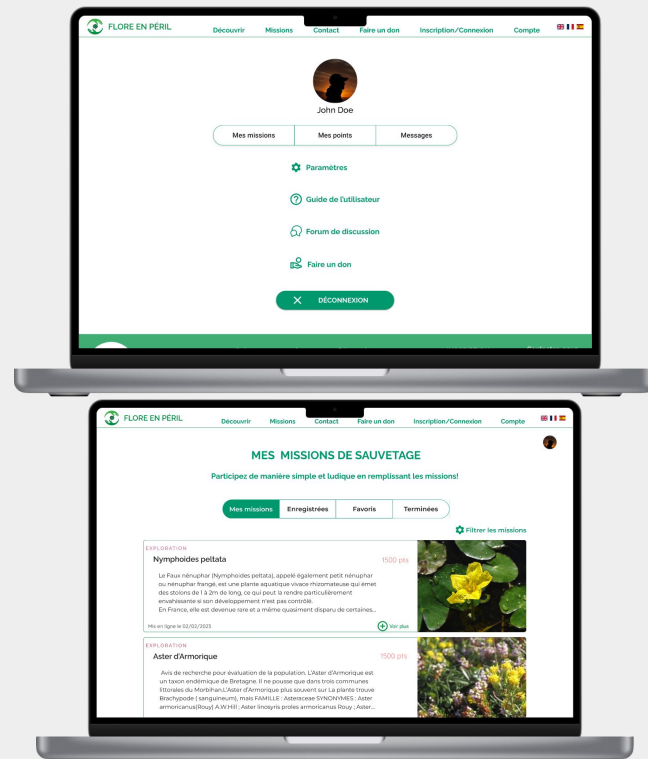 FLORE EN PÉRIL
Découvrir Missions Contact Faire un don Inscription/Connexion Compte
John Doe
Mes missions Mes points Messages
Paramètres
Guide de l'utilisateur
Forum de discussion
Faire un don
DÉCONNEXION
FLORE EN PÉRIL
Découvrir Missions Contact Faire un don Inscription/Connexion Compte
MES MISSIONS DE SAUVETAGE
Participez de manière simple et ludique en remplissant les missions!
Mes missions Enregistrées Favoris Terminées
Filtrer les missions
EXPLORATION
Nymphoides peltata 1500 pts
Le Faux nénuphar (Nymphoides peltata), appelé également petit nénuphar
ou nénuphar frangé, est une plante aquatique vivace rhizomateuse qui émet
des stolons de 1 à 2m de long, ce qui peut la rendre particulièrement
envahissante si son développement n'est pas contrôlé.
En France, elle est devenue rare et a même quasiment disparu de certaines...
Mis en ligne le 02/02/2025 Voir plus
EXPLORATION
Aster d'Armorique 1500 pts
Avis de recherche pour évaluation de la population. L'Aster d'Armorique est
un taxon endémique de Bretagne. Il ne pousse que dans trois communes
littorales du Morbihan.L'Aster d'Armorique plus souvent sur La plante trouve
Brachypode ( sanguineum), mais FAMILLE : Asteraceae SYNONYMES : Aster
armoricanus(Rouy) A.W.Hill ; Aster linosyris proles armoricanus Rouy ; Aster...